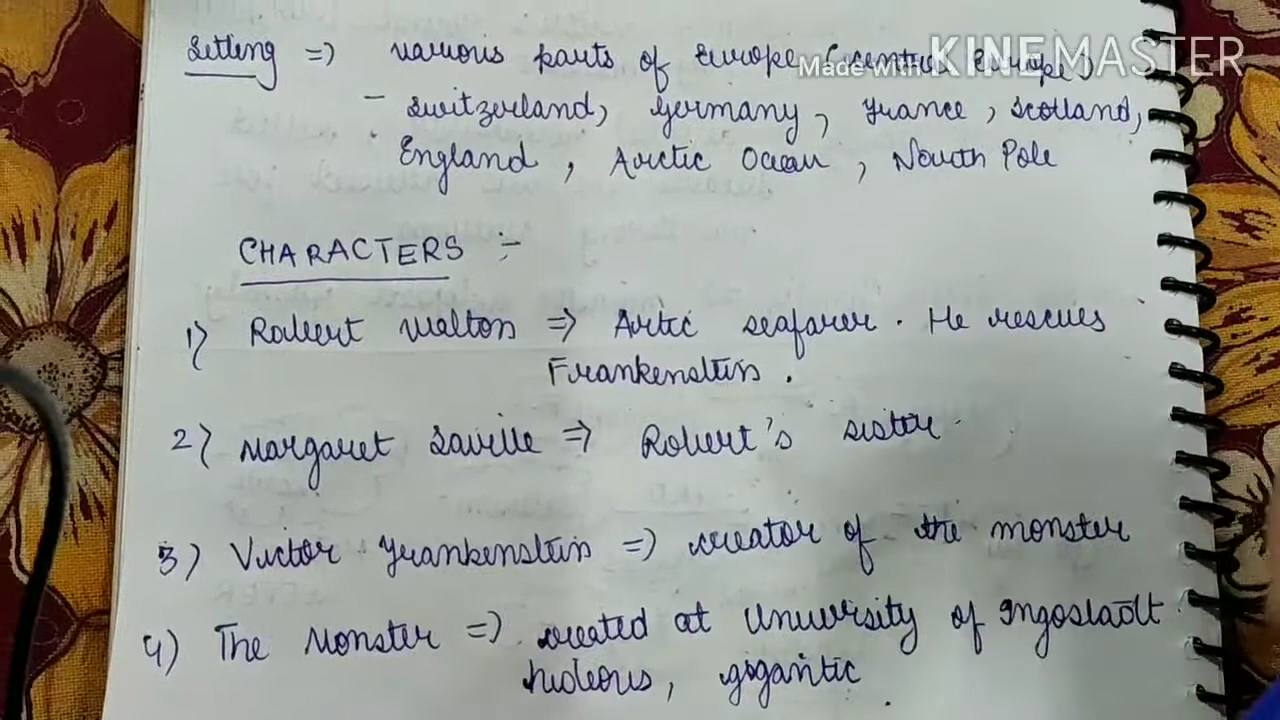 Setting => various parts of Europe (central Europe)
Made with KINEMASTER
- Switzerland, Germany, France, Scotland,
England, Arctic Ocean, North Pole
CHARACTERS :-
1) Robert Walton => Artic seafarer. He rescues
Frankenstein.
2) Margaret Saville => Robert's sister.
3) Victor Frankenstein => creator of the monster
4) The Monster => created at University of Ingoslaolt
hideous, gigantic.